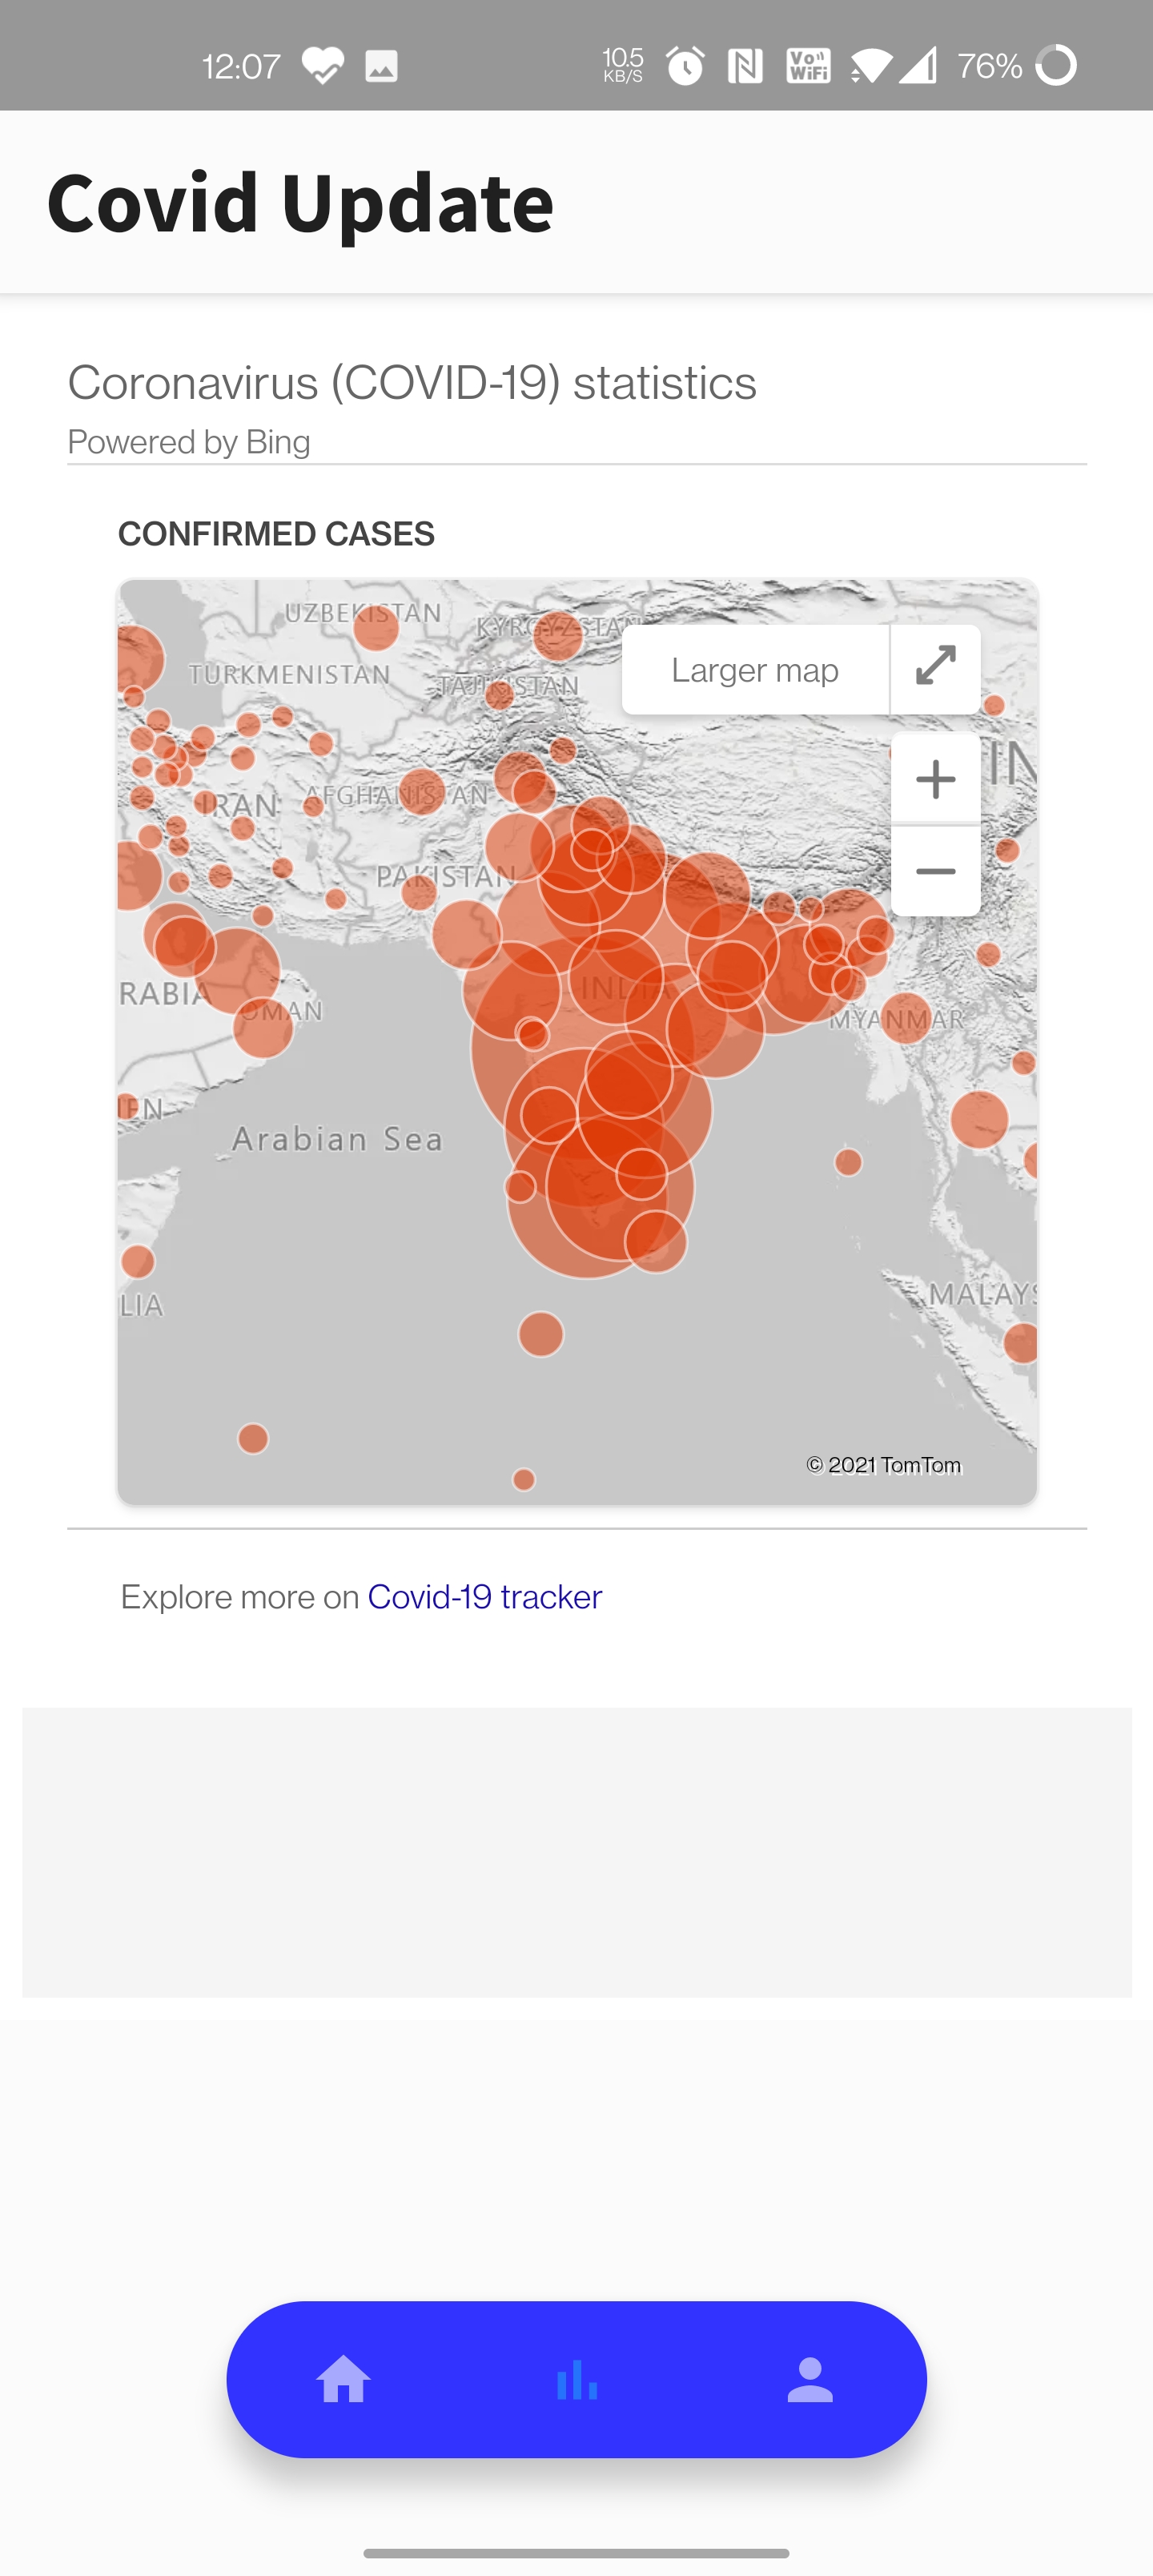 12:07
10.5
KB/S
Vo
WiFi
76%
Covid Update
Coronavirus (COVID-19) statistics
Powered by Bing
CONFIRMED CASES
UZBEKISTAN
KYRGYZSTAN
TURKMENISTAN
TAJIKISTAN
Larger map
IN
IRAN
AFGHANISTAN
PAKISTAN
INDIA
RABIA
OMAN
MYANMAR
EN
Arabian Sea
MALAYS
LIA
© 2021 TomTom
Explore more on Covid-19 tracker